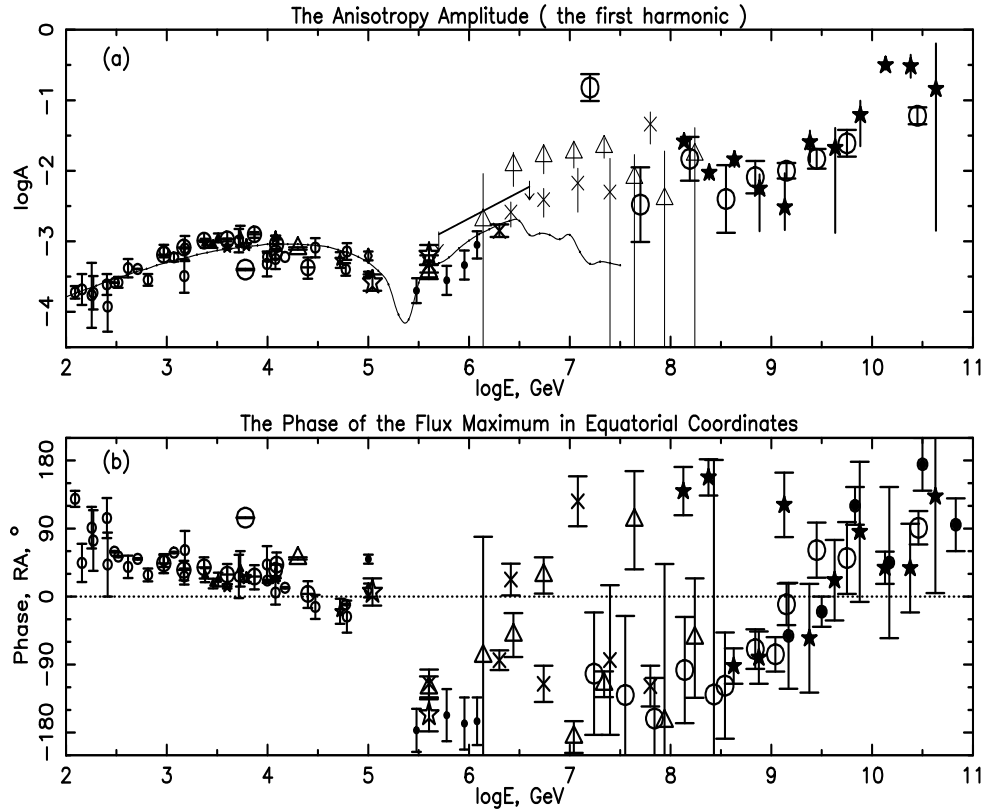 The Anisotropy Amplitude ( the first harmonic )
(a)
logA
0
−1
−2
−3
−4
2 3 4 5 6 7 8 9 10 11
logE, GeV
The Phase of the Flux Maximum in Equatorial Coordinates
(b)
Phase, RA, °
180
90
0
−90
−180
2 3 4 5 6 7 8 9 10 11
logE, GeV